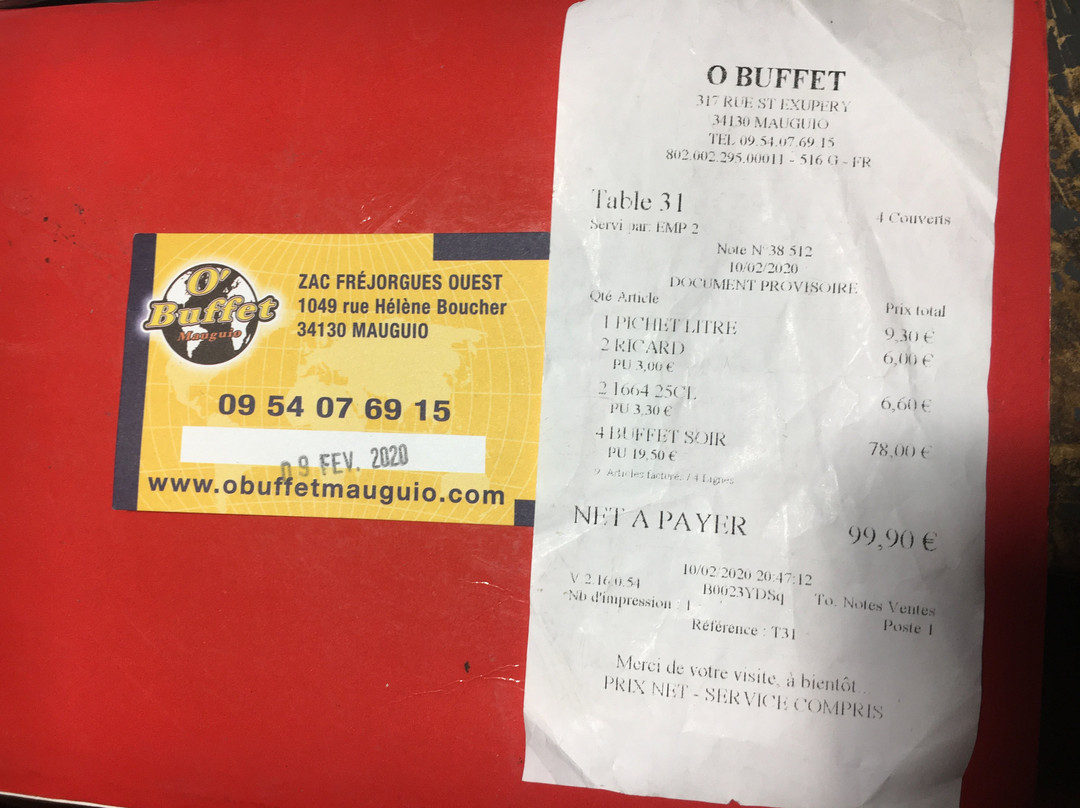 O'
Buffet
Mauguio
ZAC FRÉJORGUES OUEST
1049 rue Hélène Boucher
34130 MAUGUIO
09 54 07 69 15
09 FEV. 2020
www.obuffetmauguio.com
O BUFFET
317 RUE ST EXUPERY
34130 MAUGUIO
TEL 09.54.07.69 15
802.002.295.00011 - 516 G - FR
Table 31 4 Couverts
Servi par: EMP 2
Note N°38 512
10/02/2020
DOCUMENT PROVISOIRE
Qté Article Prix total
1 PICHET LITRE 9,30 €
2 RICARD 6,00 €
PU 3,00 €
2 1664 25CL 6,60 €
PU 3,30 €
4 BUFFET SOIR 78,00 €
PU 19,50 €
9 Articles facturés / 4 Lignes
NET A PAYER 99,90 €
10/02/2020 20:47:12
V.2.16.0.54 B0023YDSq To. Notes Ventes
Nb d'impression : 1 Poste 1
Référence : T31
Merci de votre visite, à bientôt ..
PRIX NET - SERVICE COMPRIS